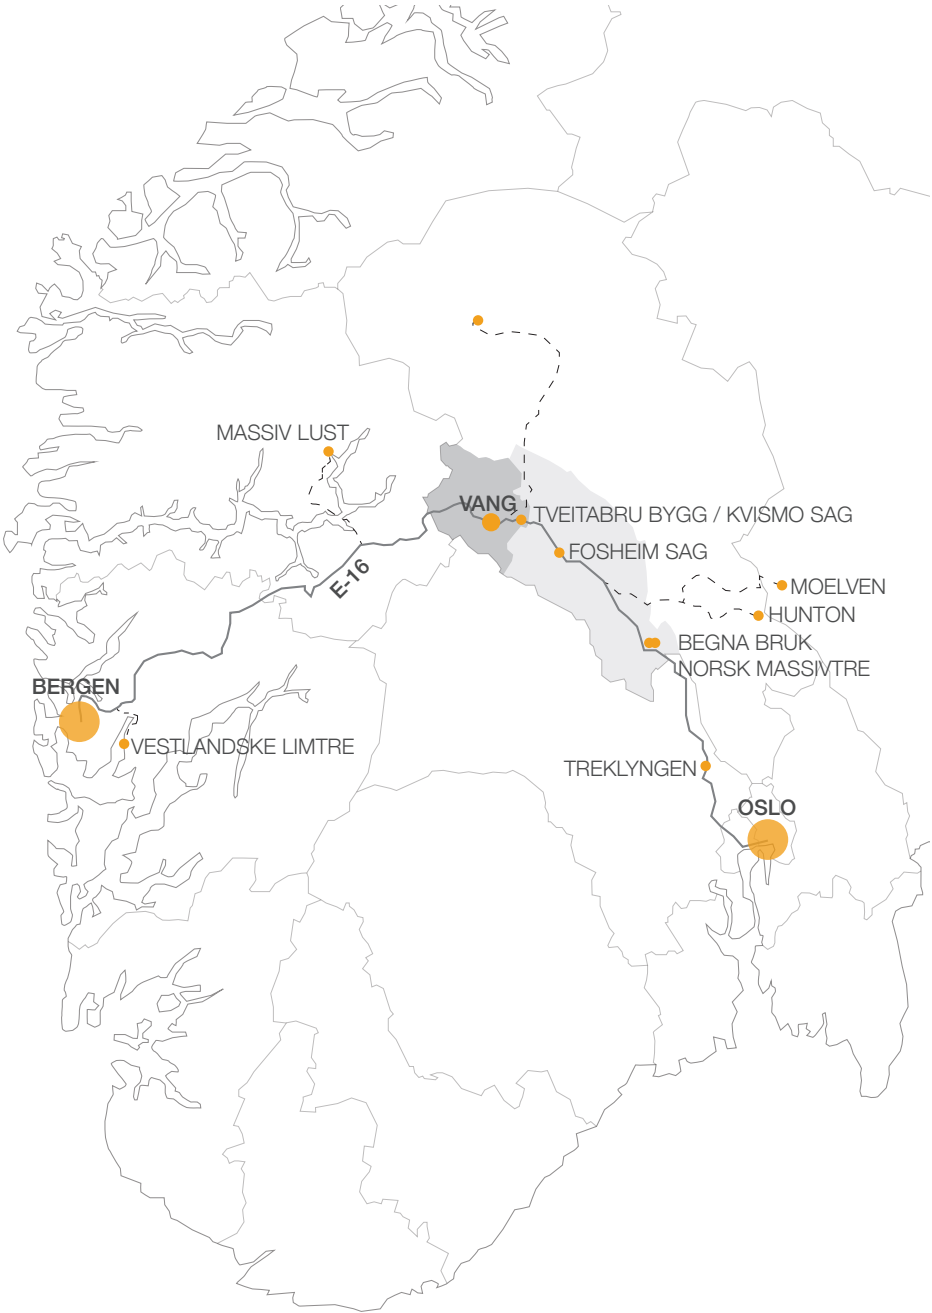 MASSIV LUST
VANG
TVEITABRU BYGG / KVISMO SAG
FOSHEIM SAG
E-16
MOELVEN
HUNTON
BEGNA BRUK
NORSK MASSIVTRE
BERGEN
VESTLANDSKE LIMTRE
TREKLYNGEN
OSLO